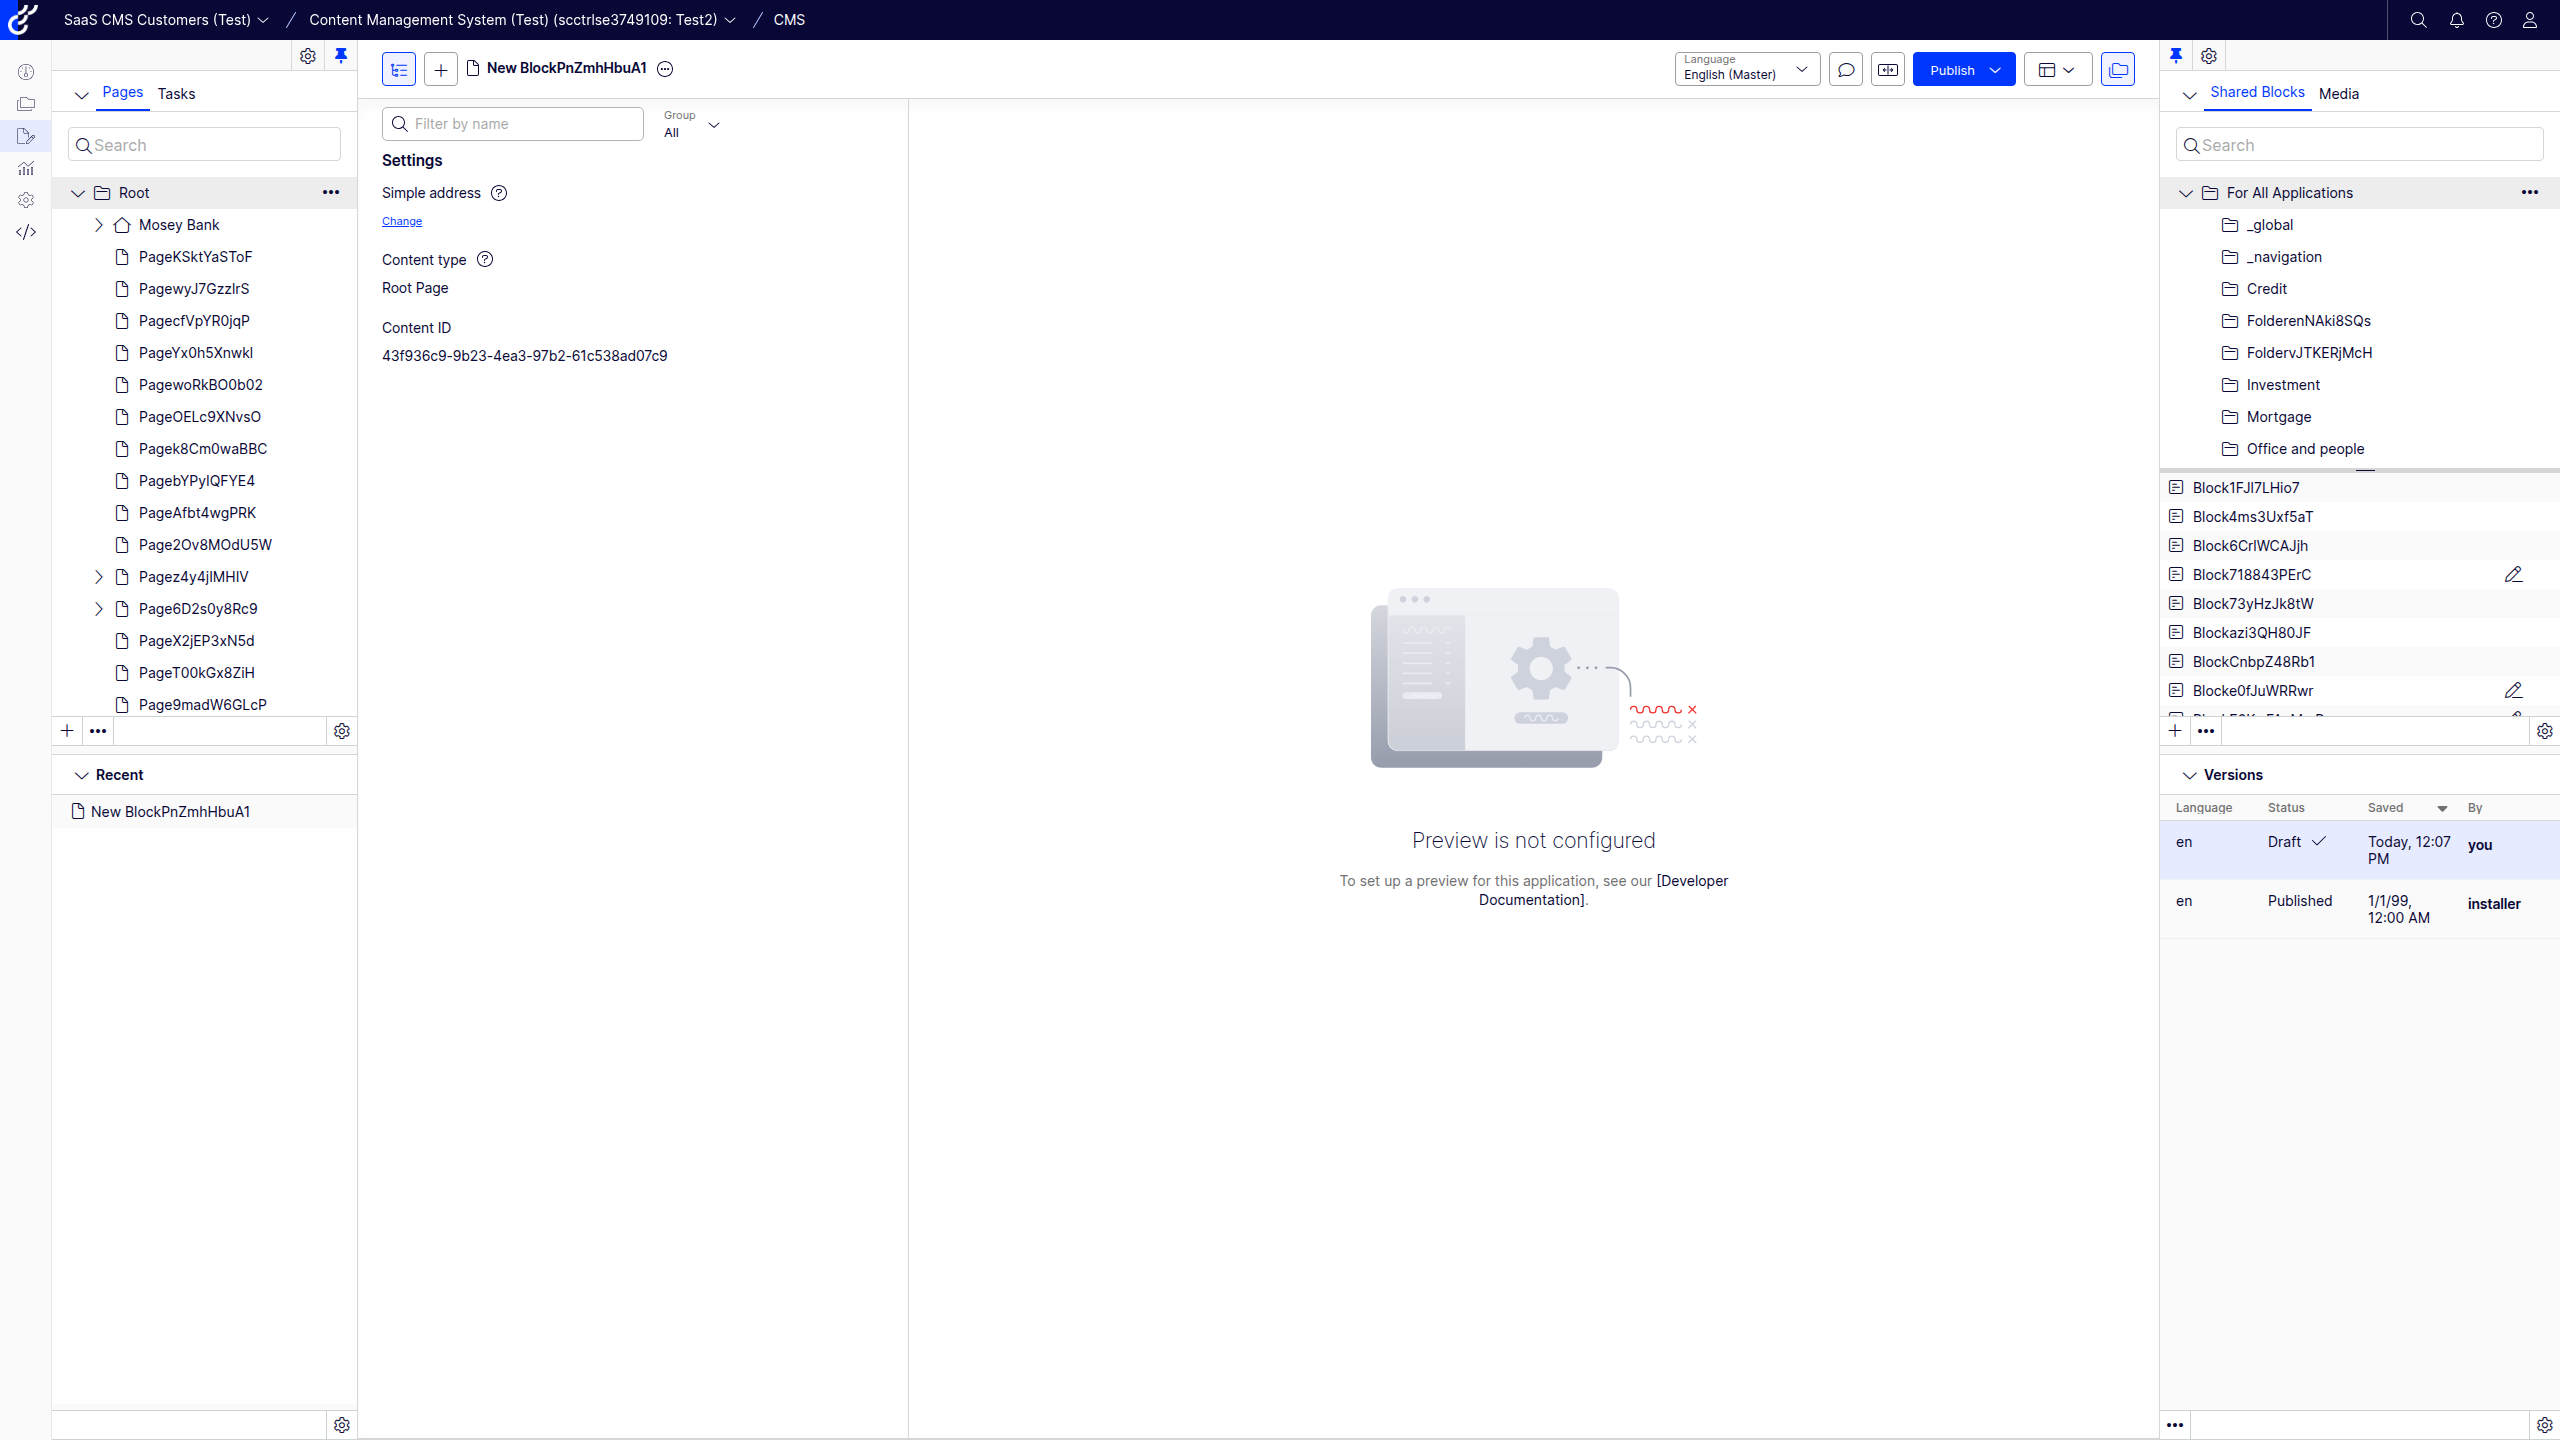 SaaS CMS Customers (Test) / Content Management System (Test) (scctrlse3749109: Test2) / CMS
Pages Tasks
Search
Root
Mosey Bank
PageKSktYaSToF
PagewyJ7GzzIrS
PagecfVpYR0jqP
PageYx0h5Xnwkl
PagewoRkBO0b02
PageOELc9XNvsO
Pagek8Cm0waBBC
PagebYPylQFYE4
PageAfbt4wgPRK
Page2Ov8MOdU5W
Pagez4y4jIMHIV
Page6D2s0y8Rc9
PageX2jEP3xN5d
PageT00kGx8ZiH
Page9madW6GLcP
Recent
New BlockPnZmhHbuA1
New BlockPnZmhHbuA1
Language
English (Master)
Publish
Filter by name
Group
All
Settings
Simple address
Change
Content type
Root Page
Content ID
43f936c9-9b23-4ea3-97b2-61c538ad07c9
Preview is not configured
To set up a preview for this application, see our [Developer
Documentation].
Shared Blocks Media
Search
For All Applications
_global
_navigation
Credit
FolderenNAki8SQs
FoldervJTKERjMcH
Investment
Mortgage
Office and people
Block1FJI7LHio7
Block4ms3Uxf5aT
Block6CrIWCAJjh
Block718843PErC
Block73yHzJk8tW
Blockazi3QH80JF
BlockCnbpZ48Rb1
Blocke0fJuWRRwr
Versions
Language Status Saved By
en Draft Today, 12:07 PM you
en Published 1/1/99, 12:00 AM installer